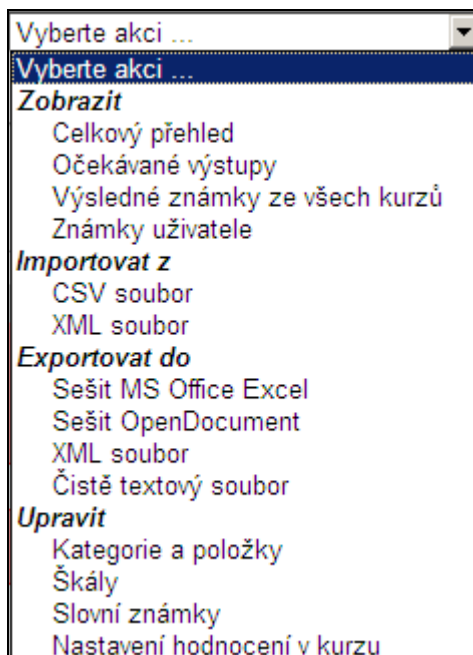 Vyberte akci ...
Vyberte akci ...
Zobrazit
Celkový přehled
Očekávané výstupy
Výsledné známky ze všech kurzů
Známky uživatele
Importovat z
CSV soubor
XML soubor
Exportovat do
Sešit MS Office Excel
Sešit OpenDocument
XML soubor
Čistě textový soubor
Upravit
Kategorie a položky
Škály
Slovní známky
Nastavení hodnocení v kurzu